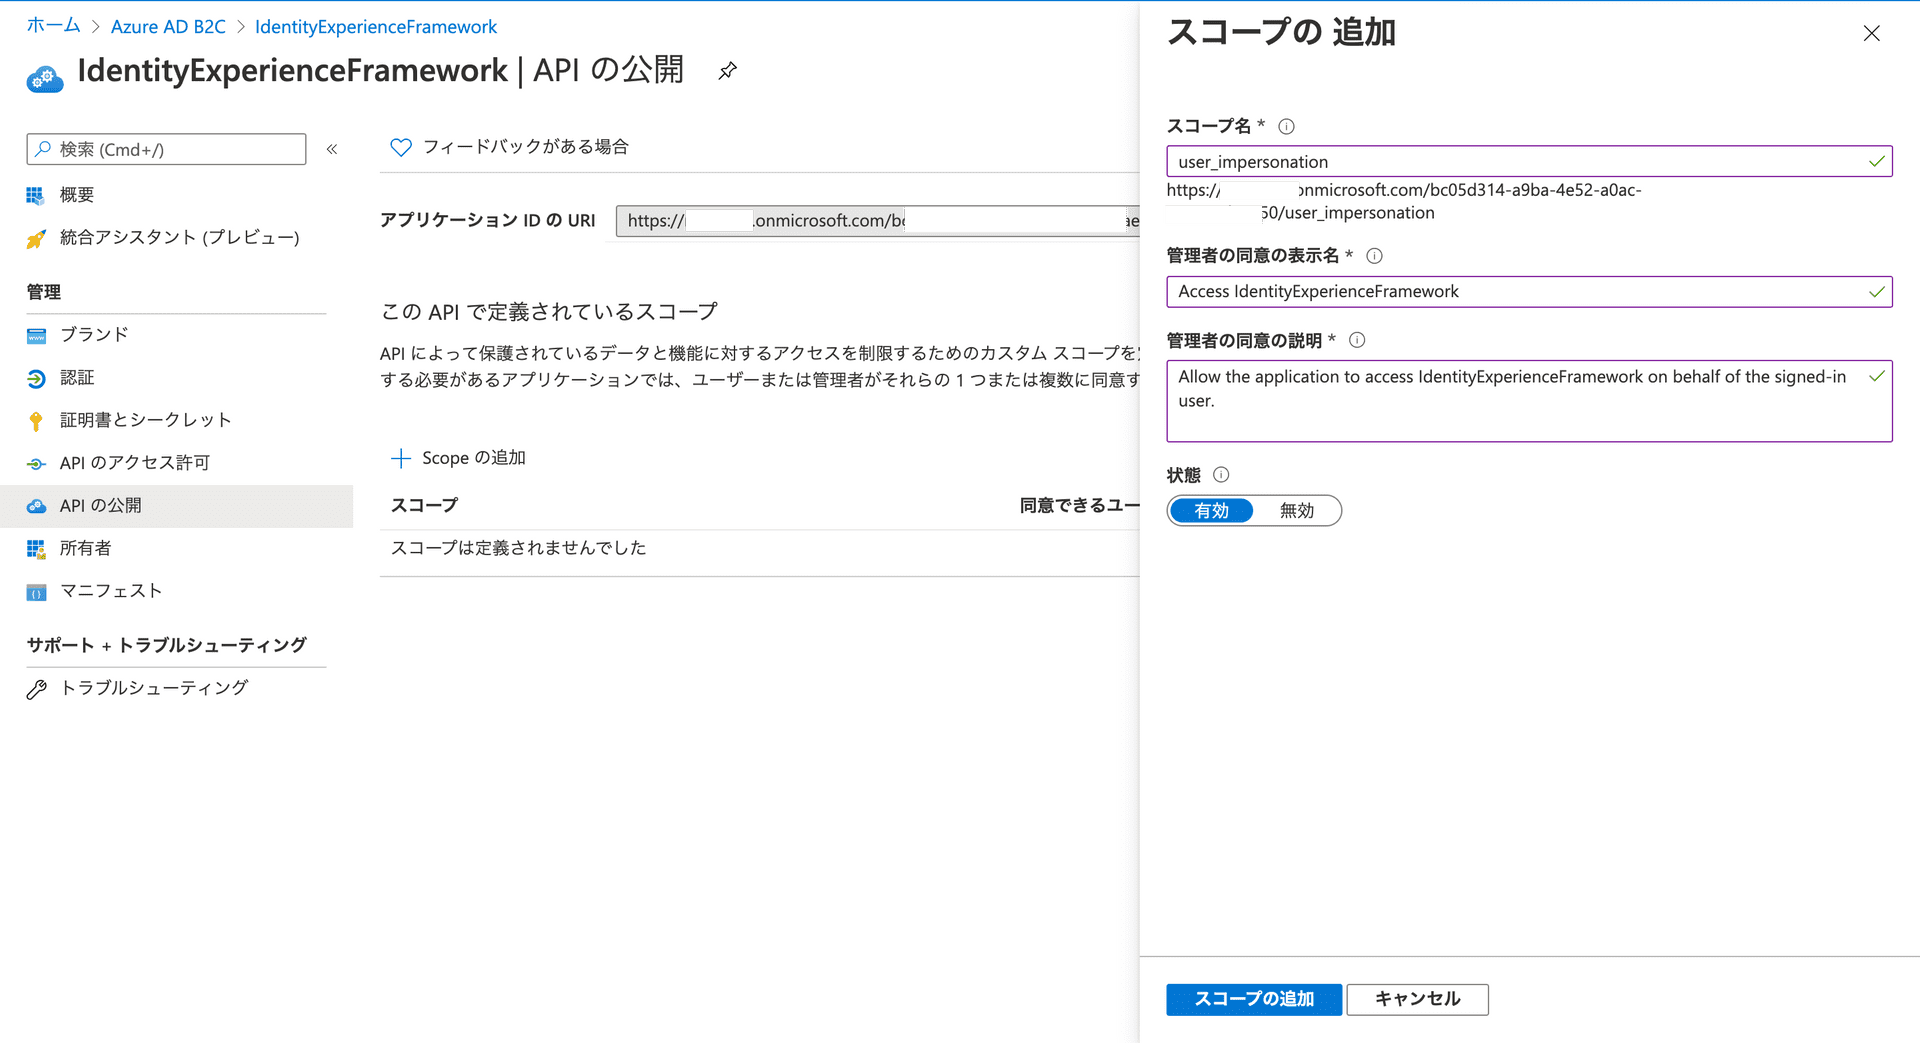 ホーム > Azure AD B2C > IdentityExperienceFramework
IdentityExperienceFramework | API の公開
検索 (Cmd+/)
«
概要
統合アシスタント (プレビュー)
管理
ブランド
認証
証明書とシークレット
API のアクセス許可
API の公開
所有者
マニフェスト
サポート + トラブルシューティング
トラブルシューティング
フィードバックがある場合
アプリケーション ID の URI
https:// .onmicrosoft.com/bc ae
この API で定義されているスコープ
API によって保護されているデータと機能に対するアクセスを制限するためのカスタム スコープを
する必要があるアプリケーションでは、ユーザーまたは管理者がそれらの 1 つまたは複数に同意す
Scope の追加
スコープ 同意できるユー
スコープは定義されませんでした
スコープの 追加
スコープ名 *
user_impersonation
https:// onmicrosoft.com/bc05d314-a9ba-4e52-a0ac-
50/user_impersonation
管理者の同意の表示名 *
Access IdentityExperienceFramework
管理者の同意の説明 *
Allow the application to access IdentityExperienceFramework on behalf of the signed-in
user.
状態
有効 無効
スコープの追加 キャンセル